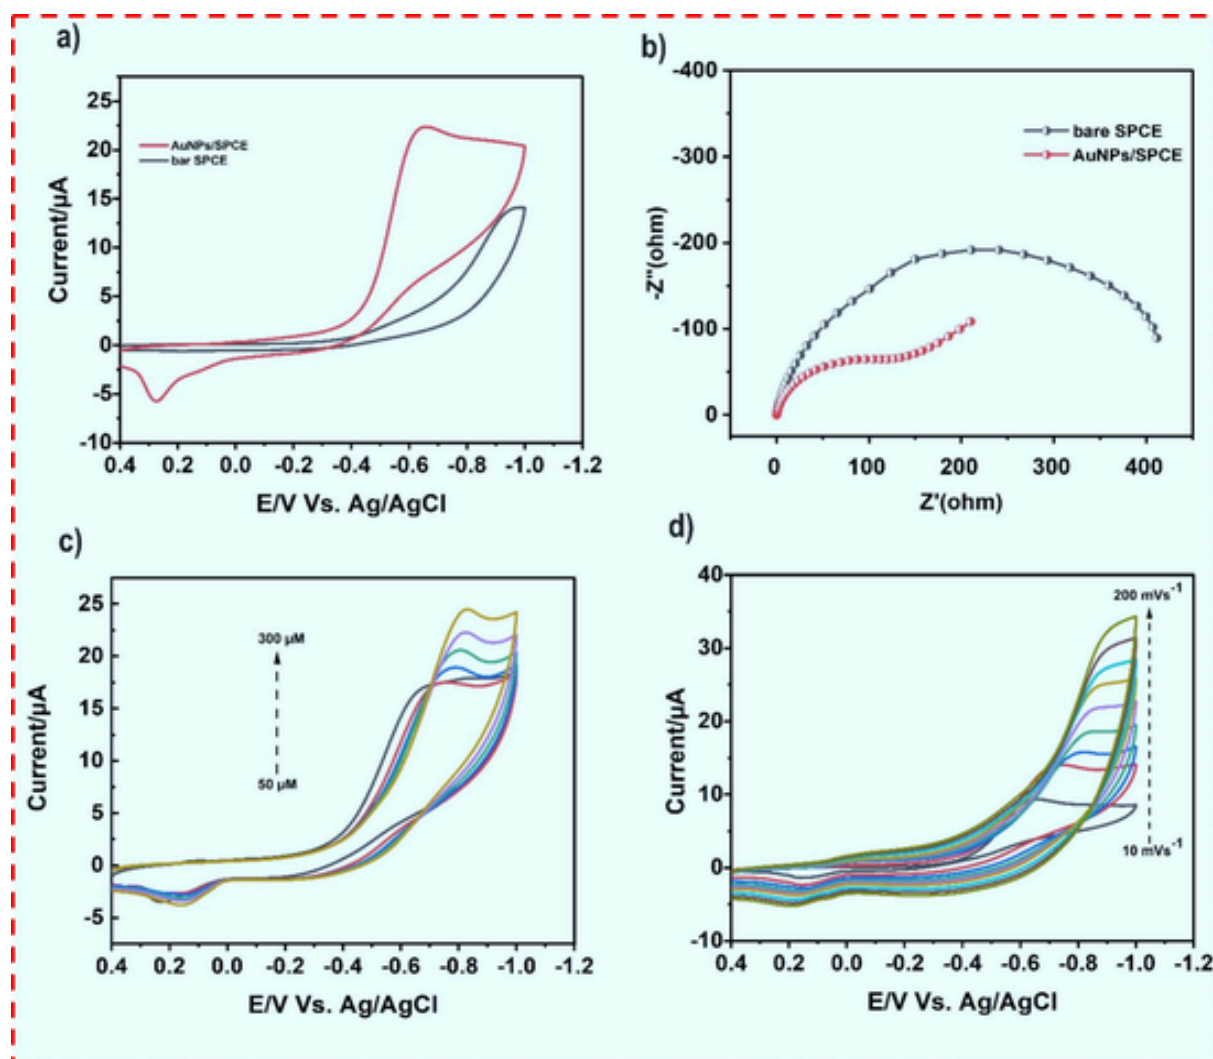 a)
25
20
15
10
5
0
-5
-10
AuNPs/SPCE
bar SPCE
Current/µA
0.4 0.2 0.0 -0.2 -0.4 -0.6 -0.8 -1.0 -1.2
E/V Vs. Ag/AgCl
b)
-400
-300
-200
-100
0
bare SPCE
AuNPs/SPCE
-Z"(ohm)
0 100 200 300 400
Z'(ohm)
c)
25
20
15
10
5
0
-5
300 µM
50 µM
Current/µA
0.4 0.2 0.0 -0.2 -0.4 -0.6 -0.8 -1.0 -1.2
E/V Vs. Ag/AgCl
d)
40
30
20
10
0
-10
200 mVs-1
10 mVs-1
Current/µA
0.4 0.2 0.0 -0.2 -0.4 -0.6 -0.8 -1.0 -1.2
E/V Vs. Ag/AgCl